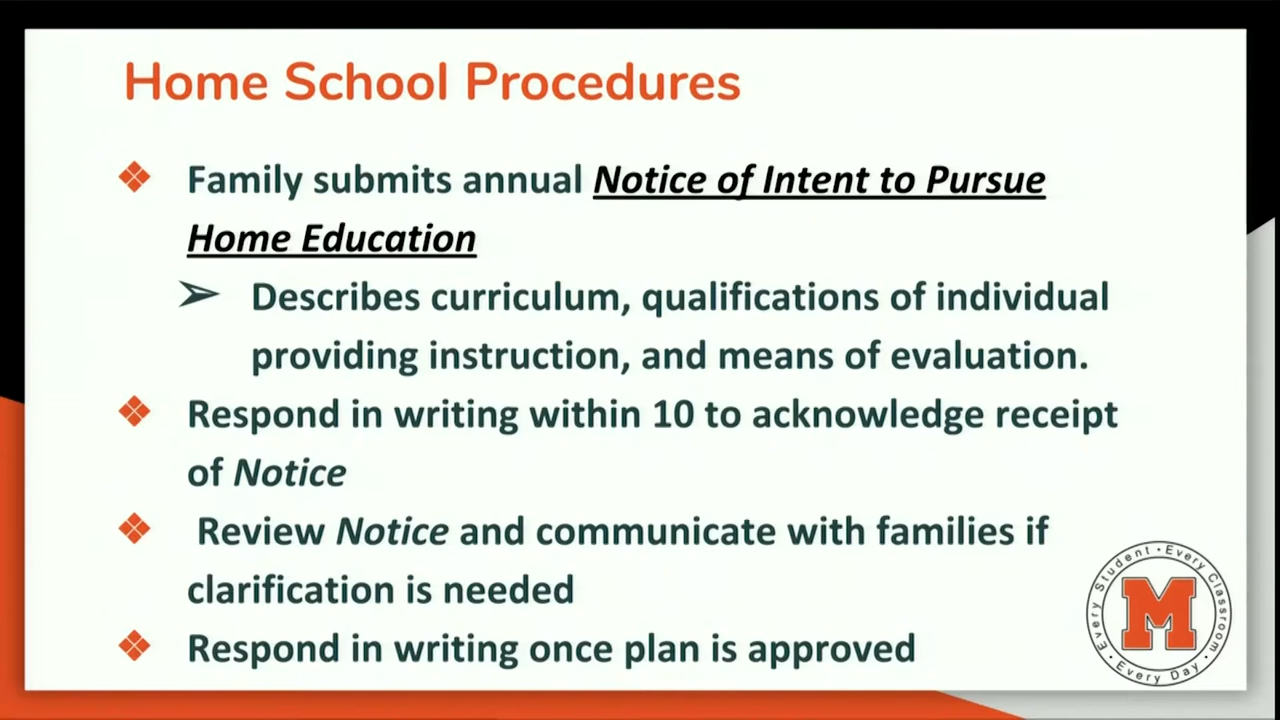 Home School Procedures
❖ Family submits annual Notice of Intent to Pursue
Home Education
➢ Describes curriculum, qualifications of individual
providing instruction, and means of evaluation.
❖ Respond in writing within 10 to acknowledge receipt
of Notice
❖ Review Notice and communicate with families if
clarification is needed
❖ Respond in writing once plan is approved
Every Student • Every Classroom • Every Day •
M